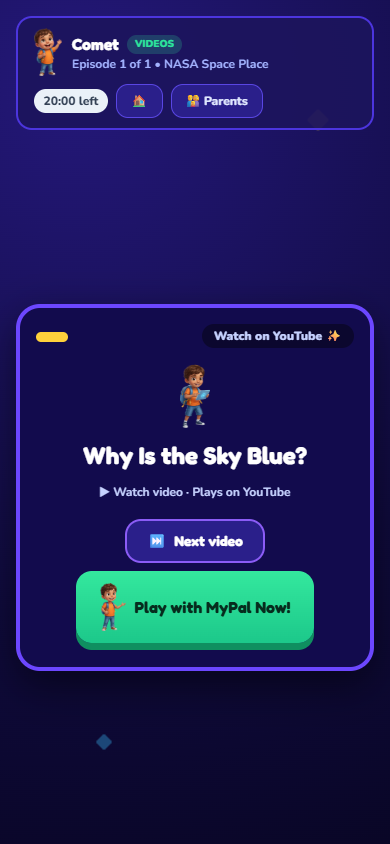 Comet VIDEOS
Episode 1 of 1 • NASA Space Place
20:00 left
Parents
Watch on YouTube
Why Is the Sky Blue?
▶ Watch video · Plays on YouTube
Next video
Play with MyPal Now!